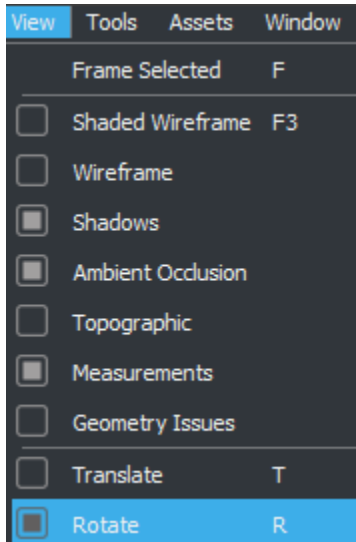 View Tools Assets Window
Frame Selected F
Shaded Wireframe F3
Wireframe
Shadows
Ambient Occlusion
Topographic
Measurements
Geometry Issues
Translate T
Rotate R